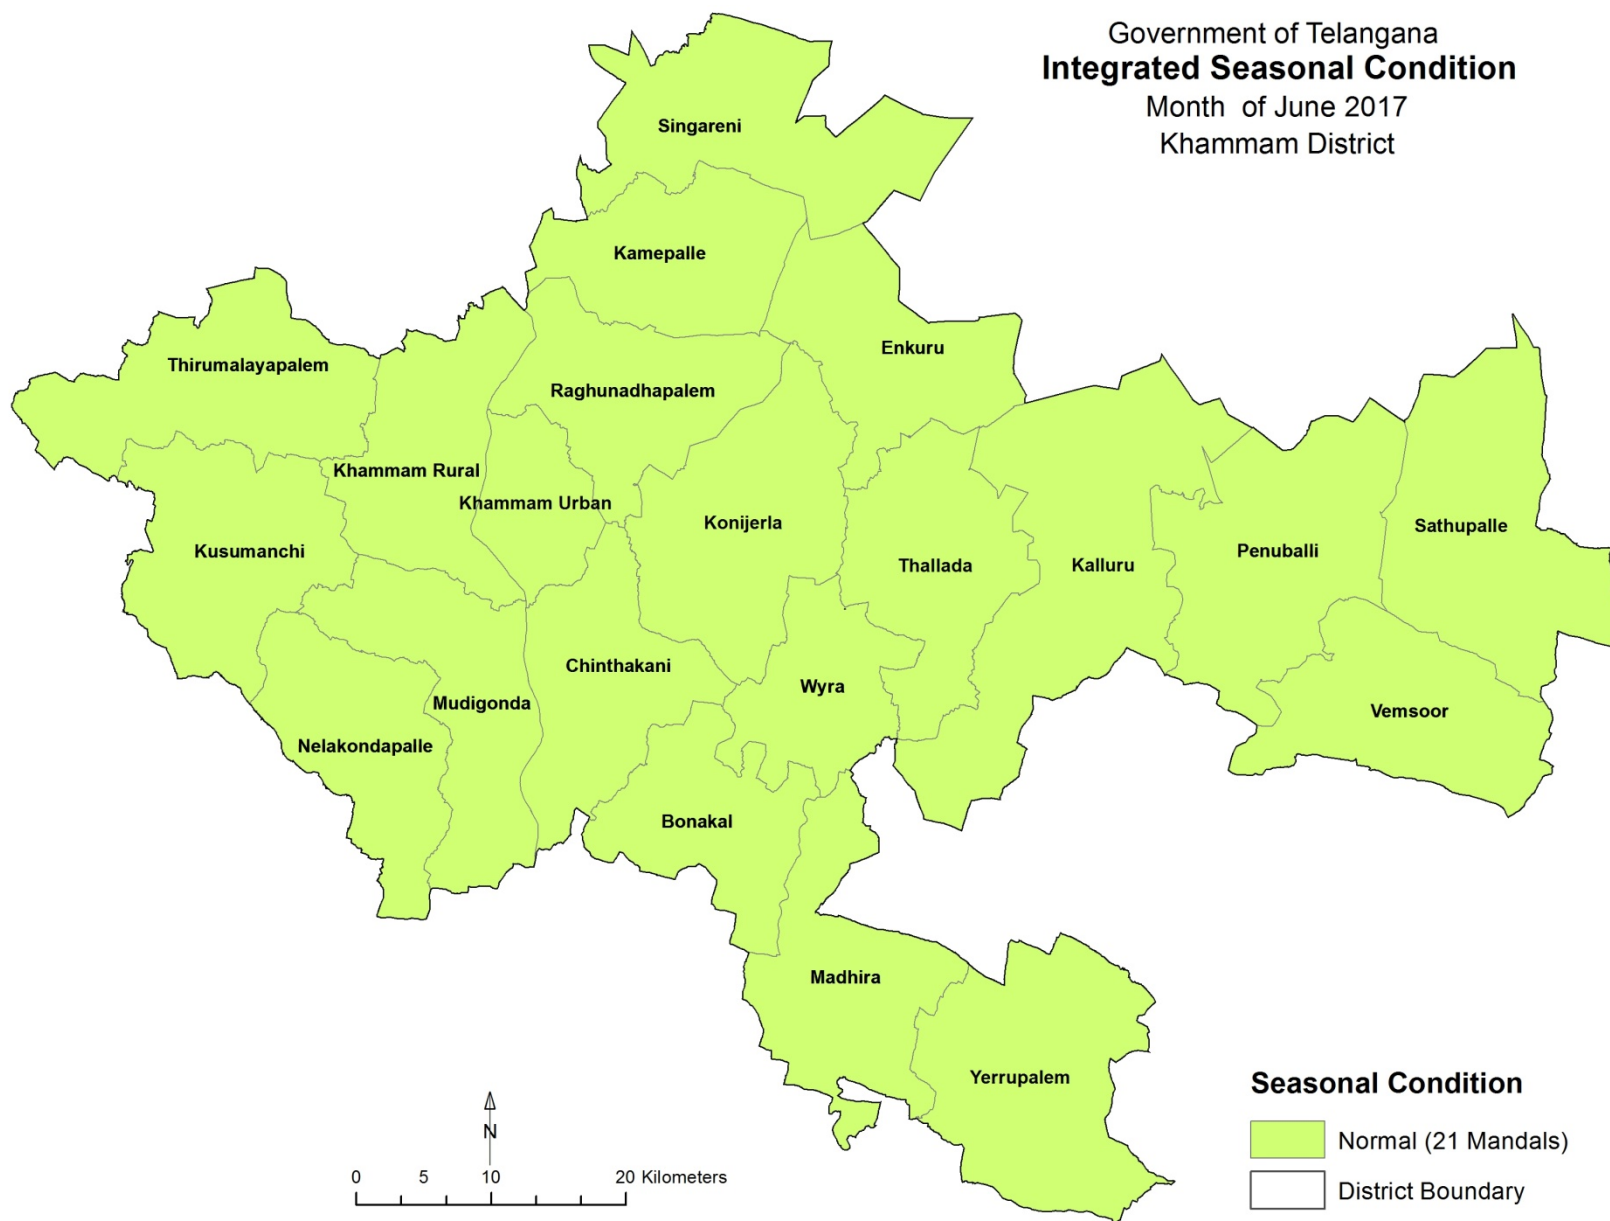 Government of Telangana
Integrated Seasonal Condition
Month of June 2017
Khammam District
Singareni
Kamepalle
Enkuru
Thirumalayapalem
Raghunadhapalem
Khammam Rural
Khammam Urban
Konijerla
Sathupalle
Kusumanchi
Thallada
Kalluru
Penuballi
Chinthakani
Wyra
Mudigonda
Vemsoor
Nelakondapalle
Bonakal
Madhira
Yerrupalem
Seasonal Condition
Normal (21 Mandals)
District Boundary
N
0 5 10 20 Kilometers